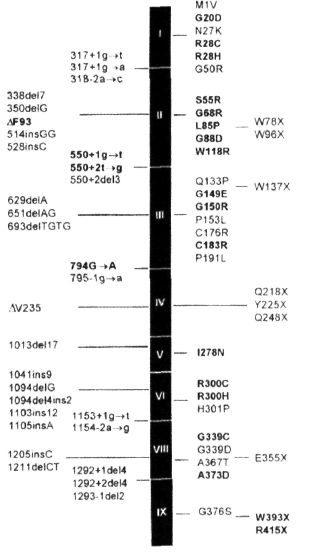 M1V
G20D
I
N27K
R28C
R28H
G50R
317+1g→t
317+1g→a
318-2a→c
338del7
350delG
ΔF93
514insGG
528insC
II
S55R
G68R
L85P
G88D
W118R
W78X
W96X
550+1g→t
550+2t→g
550+2del3
Q133P
G149E
G150R
P153L
C176R
C183R
P191L
W137X
629delA
651delAG
693delTGTG
III
794G→A
795-1g→a
ΔV235
IV
Q218X
Y225X
Q248X
1013del17
V
I278N
1041ins9
1094delG
1094del4ins2
1103ins12
1105insA
VI
R300C
R300H
H301P
1153+1g→t
1154-2a→g
1205insC
1211delCT
VIII
G339C
G339D
A367T
A373D
E355X
1292+1del4
1292+2del4
1293-1del2
IX
G376S
W393X
R415X